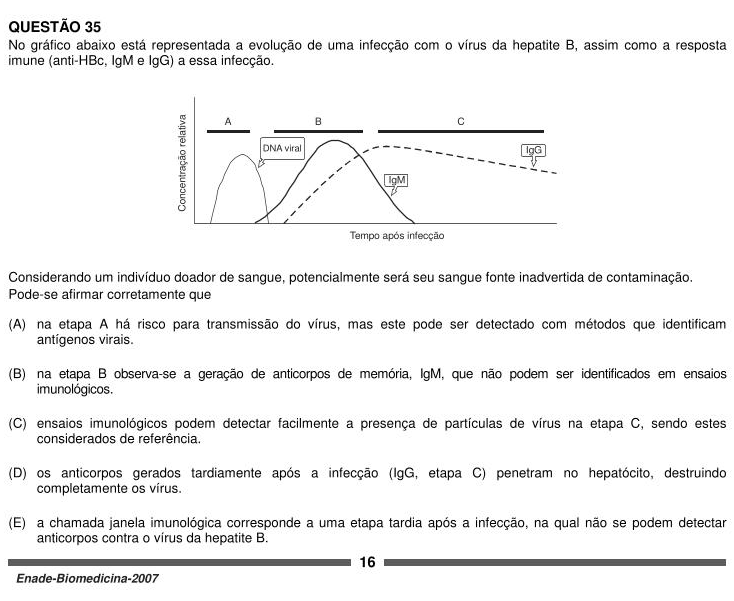 QUESTÃO 35
No gráfico abaixo está representada a evolução de uma infecção com o vírus da hepatite B, assim como a resposta
imune (anti-HBc, IgM e IgG) a essa infecção.
A
B
C
Concentração relativa
DNA viral
IgG
IgM
Tempo após infecção
Considerando um indivíduo doador de sangue, potencialmente será seu sangue fonte inadvertida de contaminação.
Pode-se afirmar corretamente que
(A) na etapa A há risco para transmissão do vírus, mas este pode ser detectado com métodos que identificam
antígenos virais.
(B) na etapa B observa-se a geração de anticorpos de memória, IgM, que não podem ser identificados em ensaios
imunológicos.
(C) ensaios imunológicos podem detectar facilmente a presença de partículas de vírus na etapa C, sendo estes
considerados de referência.
(D) os anticorpos gerados tardiamente após a infecção (IgG, etapa C) penetram no hepatócito, destruindo
completamente os vírus.
(E) a chamada janela imunológica corresponde a uma etapa tardia após a infecção, na qual não se podem detectar
anticorpos contra o vírus da hepatite B.
16
Enade-Biomedicina-2007